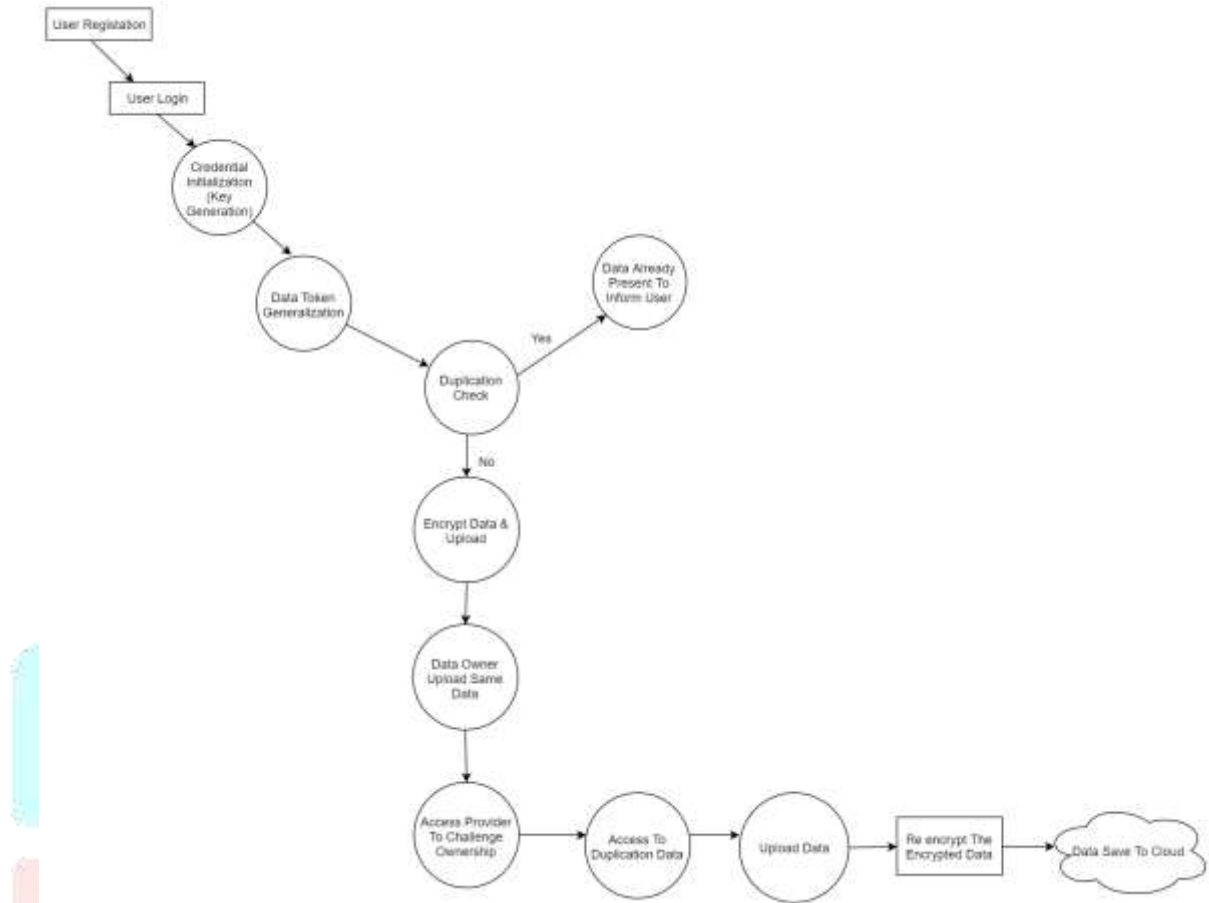 User Registation
User Login
Credential
Initialization
(Key
Generation)
Data Token
Generalization
Data Already
Present To
Inform User
Yes
Duplication
Check
No
Encrypt Data &
Upload
Data Owner
Upload Same
Data
Access Provider
To Challenge
Ownership
Access To
Duplication Data
Upload Data
Re encrypt The
Encrypted Data
Data Save To Cloud